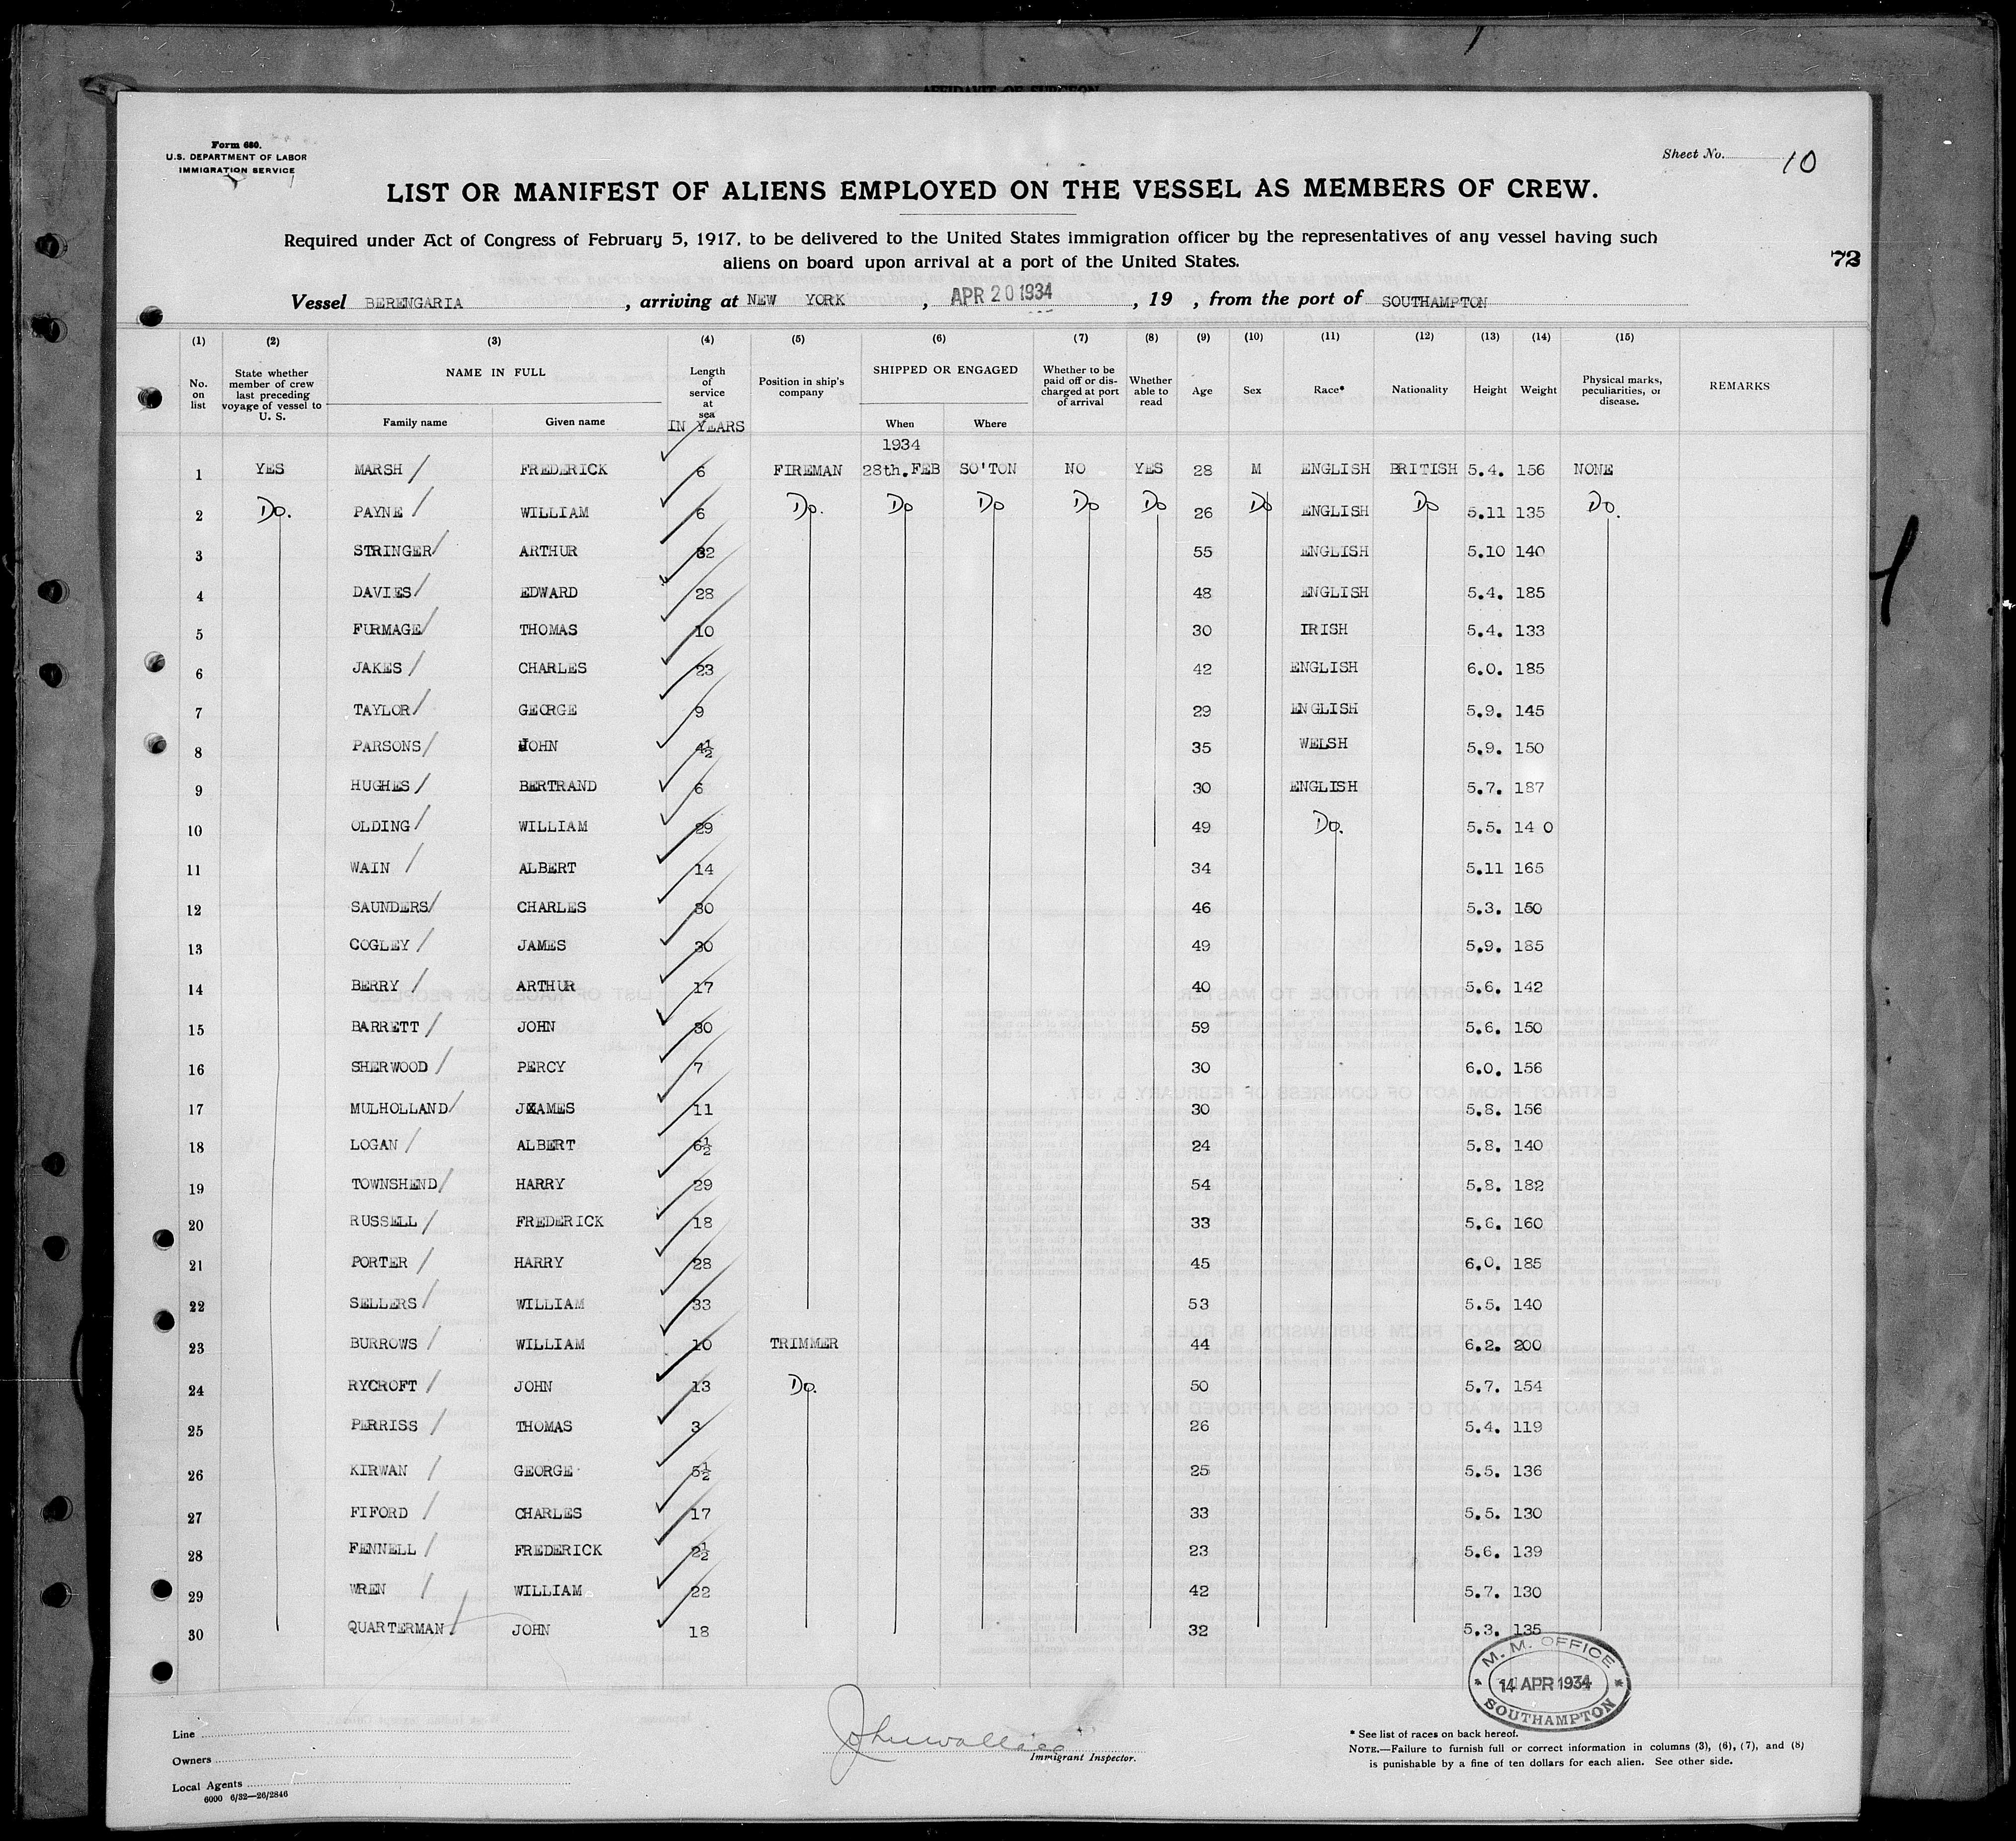 AFFIDAVIT OF SURGEON
Form 680.
U.S. DEPARTMENT OF LABOR
IMMIGRATION SERVICE
Sheet No. 10
LIST OR MANIFEST OF ALIENS EMPLOYED ON THE VESSEL AS MEMBERS OF CREW.
Required under Act of Congress of February 5, 1917, to be delivered to the United States immigration officer by the representatives of any vessel having such
aliens on board upon arrival at a port of the United States.
73
Vessel BERENGARIA, arriving at NEW YORK, APR 20 1934, 19 , from the port of SOUTHAMPTON
(1) (2) (3) (4) (5) (6) (7) (8) (9) (10) (11) (12) (13) (14) (15)
No. on list
State whether member of crew last preceding voyage of vessel to U. S.
NAME IN FULL
Family name Given name
Length of service at sea IN YEARS
Position in ship's company
SHIPPED OR ENGAGED
When Where
Whether to be paid off or discharged at port of arrival
Whether able to read
Age Sex Race* Nationality Height Weight
Physical marks, peculiarities, or disease.
REMARKS
1934
1 YES MARSH FREDERICK 6 FIREMAN 28th.FEB SO'TON NO YES 28 M ENGLISH BRITISH 5.4. 156 NONE
2 Do. PAYNE WILLIAM 6 Do. Do Do Do Do 26 Do ENGLISH Do 5.11 135 Do.
3 STRINGER ARTHUR 32 55 ENGLISH 5.10 140
4 DAVIES EDWARD 28 48 ENGLISH 5.4. 185
5 FURMAGE THOMAS 10 30 IRISH 5.4. 133
6 JAKES CHARLES 23 42 ENGLISH 6.0. 185
7 TAYLOR GEORGE 9 29 ENGLISH 5.9. 145
8 PARSONS JOHN 4½ 35 WELSH 5.9. 150
9 HUGHES BERTRAND 6 30 ENGLISH 5.7. 187
10 OLDING WILLIAM 29 49 Do. 5.5. 14 0
11 WAIN ALBERT 14 34 5.11 165
12 SAUNDERS CHARLES 30 46 5.3. 150
13 COGLEY JAMES 30 49 5.9. 185
14 BERRY ARTHUR 17 40 5.6. 142
15 BARRETT JOHN 30 59 5.6. 150
16 SHERWOOD PERCY 7 30 6.0. 156
17 MULHOLLAND JXAMES 11 30 5.8. 156
18 LOGAN ALBERT 6½ 24 5.8. 140
19 TOWNSHEND HARRY 29 54 5.8. 182
20 RUSSELL FREDERICK 18 33 5.6. 160
21 PORTER HARRY 28 45 6.0. 185
22 SELLERS WILLIAM 33 53 5.5. 140
23 BURROWS WILLIAM 10 TRIMMER 44 6.2. 200
24 RYCROFT JOHN 13 Do. 50 5.7. 154
25 PERRISS THOMAS 3 26 5.4. 119
26 KIRWAN GEORGE 5½ 25 5.5. 136
27 FIFORD CHARLES 17 33 5.5. 130
28 FENNELL FREDERICK 2½ 23 5.6. 139
29 WREN WILLIAM 22 42 5.7. 130
30 QUARTERMAN JOHN 18 32 5.3. 135
M. M. OFFICE
14 APR 1934
SOUTHAMPTON
Line
Owners
Local Agents
6000 6/32—26/2846
John Wallace
Immigrant Inspector.
* See list of races on back hereof.
NOTE.—Failure to furnish full or correct information in columns (3), (6), (7), and (8)
is punishable by a fine of ten dollars for each alien. See other side.